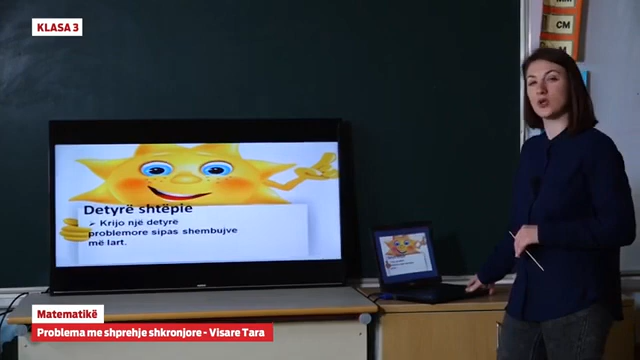 KLASA 3
CM
Detyrë shtëpie
➢ Krijo një detyrë
problemore sipas shembujve
më lart.
Matematikë
Problema me shprehje shkronjore - Visare Tara